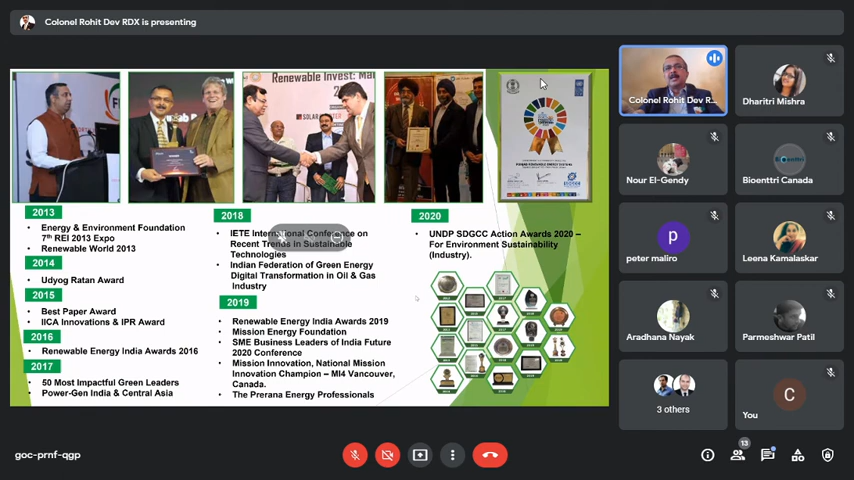 Colonel Rohit Dev RDX is presenting
Renewable Invest: Mai
SOLAR
2013
Energy & Environment Foundation
7th REI 2013 Expo
Renewable World 2013
2014
Udyog Ratan Award
2015
Best Paper Award
IICA Innovations & IPR Award
2016
Renewable Energy India Awards 2016
2017
50 Most Impactful Green Leaders
Power-Gen India & Central Asia
2018
IETE International Conference on
Recent Trends in Sustainable
Technologies
Indian Federation of Green Energy
Digital Transformation in Oil & Gas
Industry
2019
Renewable Energy India Awards 2019
Mission Energy Foundation
SME Business Leaders of India Future
2020 Conference
Mission Innovation, National Mission
Innovation Champion – MI4 Vancouver,
Canada.
The Prerana Energy Professionals
2020
UNDP SDGCC Action Awards 2020 –
For Environment Sustainability
(Industry).
Colonel Rohit Dev R...
Dharitri Mishra
Nour El-Gendy
Bioenttri
Bioenttri Canada
p
peter maliro
Leena Kamalaskar
Aradhana Nayak
Parmeshwar Patil
3 others
C
You
goc-prnf-qgp
13